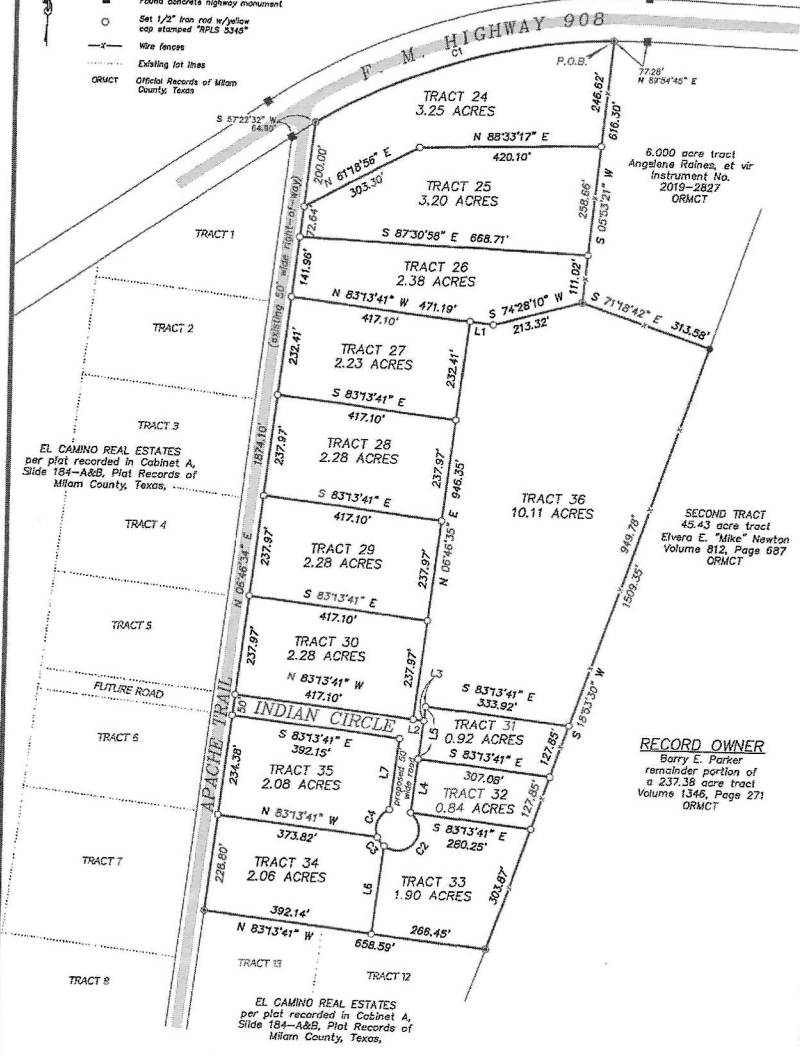 Found concrete highway monument
Set 1/2" iron rod w/yellow
cap stamped "RPLS 5345"
Wire fences
Existing lot lines
ORMCT
Official Records of Milam
County, Texas
F. M. HIGHWAY 908
C1
P.O.B.
77.28'
N 89°54'45" E
S 57°22'32" W
64.80'
TRACT 24
3.25 ACRES
246.62'
616.30'
200.00'
N 61°18'56" E
303.30'
N 88°33'17" E
420.10'
6.000 acre tract
Angelene Raines, et vir
Instrument No.
2019-2827
ORMCT
TRACT 25
3.20 ACRES
258.66'
S 05°53'21" W
72.64'
TRACT 1
(existing 50' wide right-of-way)
S 87°30'58" E 668.71'
141.96'
TRACT 26
2.38 ACRES
111.02'
N 83°13'41" W 471.19'
417.10'
L1
S 74°28'10" W
213.32'
S 71°18'42" E 313.58'
TRACT 2
232.41'
TRACT 27
2.23 ACRES
232.41'
S 83°13'41" E
417.10'
TRACT 3
EL CAMINO REAL ESTATES
per plat recorded in Cabinet A,
Slide 184-A&B, Plat Records of
Milam County, Texas,
1874.10'
237.97'
TRACT 28
2.28 ACRES
237.97'
946.35'
S 83°13'41" E
417.10'
TRACT 36
10.11 ACRES
SECOND TRACT
45.43 acre tract
Elvera E. "Mike" Newton
Volume 812, Page 687
ORMCT
949.78'
1509.35'
TRACT 4
N 06°46'34" E
237.97'
TRACT 29
2.28 ACRES
237.97'
N 06°46'35" E
S 83°13'41" E
417.10'
TRACT 5
237.97'
TRACT 30
2.28 ACRES
237.97'
N 83°13'41" W
417.10'
L3
S 83°13'41" E
333.92'
S 18°53'30" W
FUTURE ROAD
APACHE TRAIL
50'
INDIAN CIRCLE
L2
L5
TRACT 31
0.92 ACRES
127.85'
S 83°13'41" E
307.08'
TRACT 6
234.38'
S 83°13'41" E
392.15'
TRACT 35
2.08 ACRES
L7
proposed 50'
wide road
L4
TRACT 32
0.84 ACRES
127.85'
RECORD OWNER
Barry E. Parker
remainder portion of
a 237.38 acre tract
Volume 1346, Page 271
ORMCT
N 83°13'41" W
373.82'
C4
C3
C2
S 83°13'41" E
280.25'
TRACT 7
228.80'
TRACT 34
2.06 ACRES
L6
TRACT 33
1.90 ACRES
303.87'
392.14'
N 83°13'41" W
658.59'
266.45'
TRACT 8
TRACT 13
TRACT 12
EL CAMINO REAL ESTATES
per plat recorded in Cabinet A,
Slide 184-A&B, Plat Records of
Milam County, Texas,